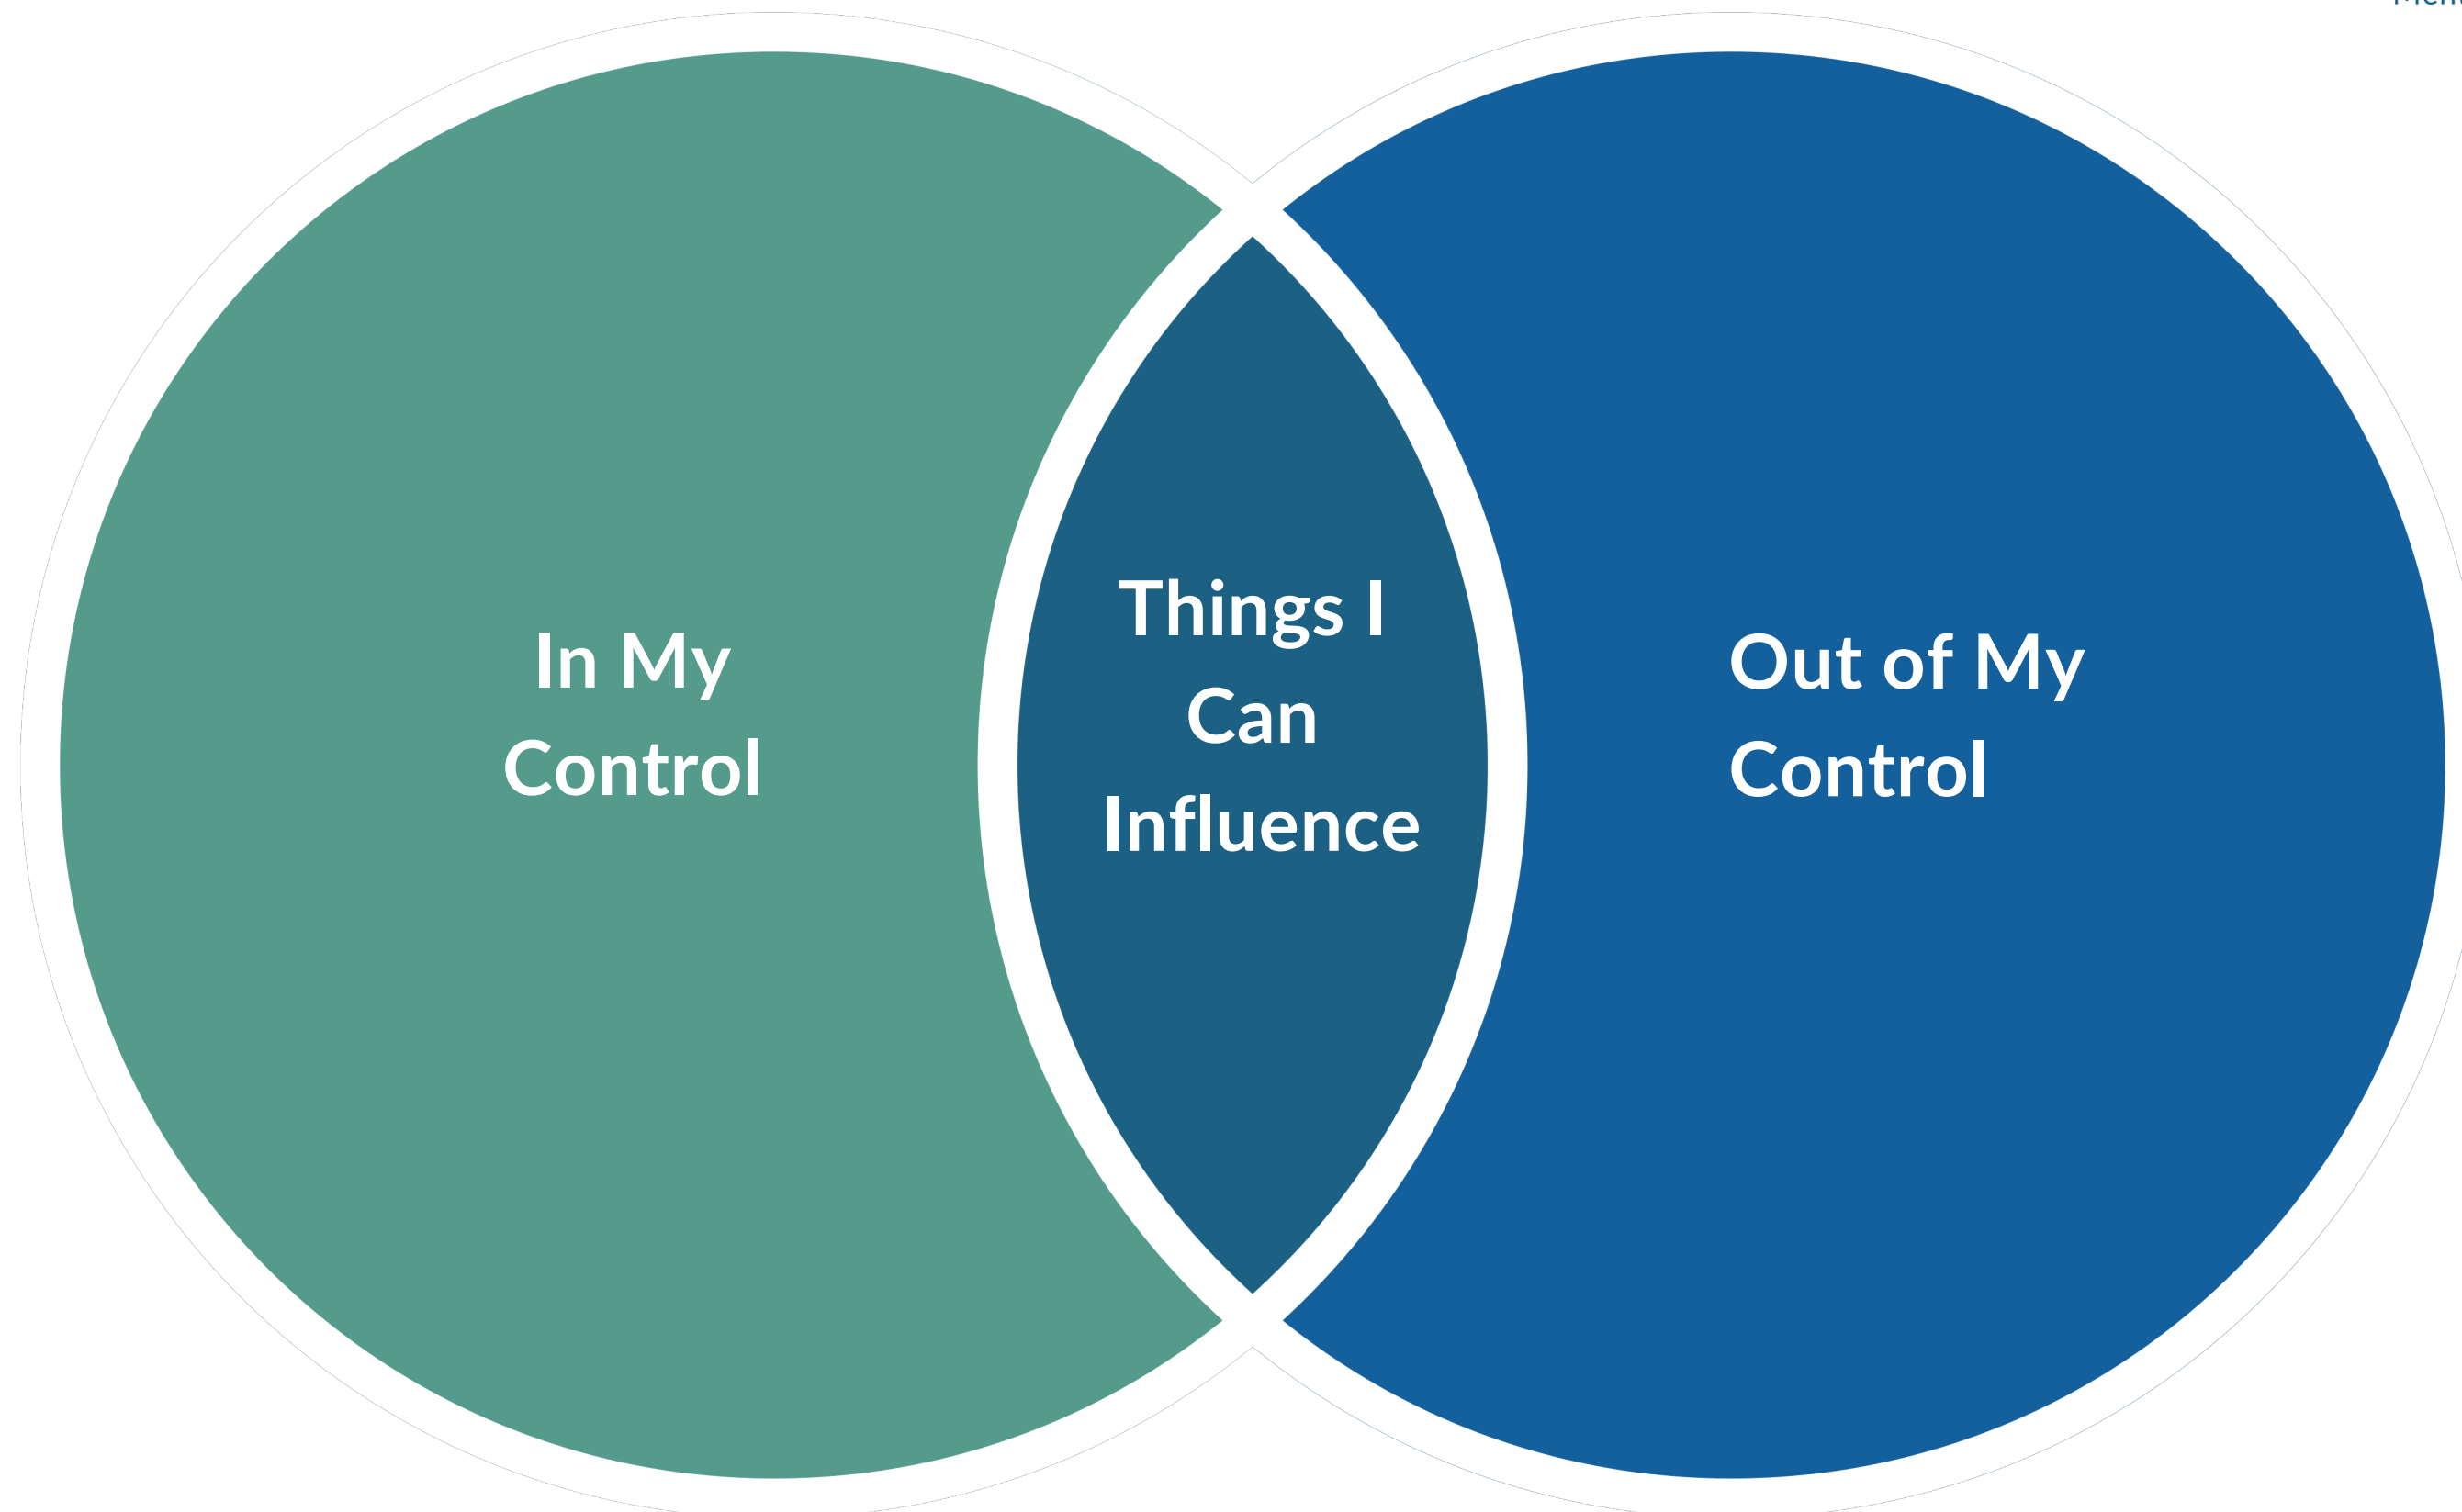 In My
Control
Things I
Can
Influence
Out of My
Control